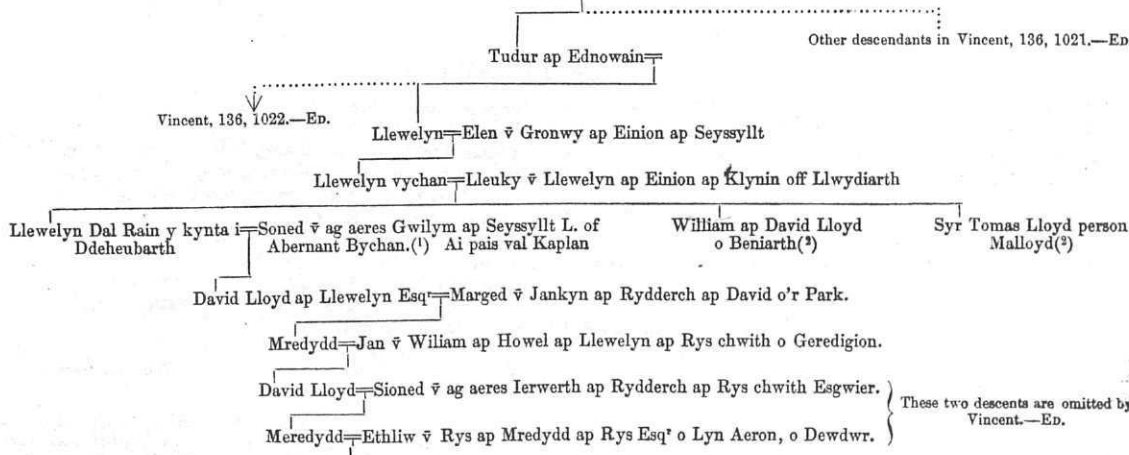 Other descendants in Vincent, 136, 1021.—ED
Tudur ap Ednowain
Vincent, 136, 1022.—ED.
Llewelyn Elen v̄ Gronwy ap Einion ap Seyssyllt
Llewelyn vychan Lleuky v̄ Llewelyn ap Einion ap Klynin off Llwydiarth
Llewelyn Dal Rain y kynta i
Ddeheubarth
Soned v̄ ag aeres Gwilym ap Seyssyllt L. of
Abernant Bychan.(¹) Ai pais val Kaplan
William ap David Lloyd
o Beniarth(²)
Syr Tomas Lloyd person
Malloyd(³)
David Lloyd ap Llewelyn Esqʳ Marged v̄ Jankyn ap Rydderch ap David o'r Park.
Mredydd Jan v̄ Wiliam ap Howel ap Llewelyn ap Rys chwith o Geredigion.
David Lloyd Sioned v̄ ag aeres Ierwerth ap Rydderch ap Rys chwith Esgwier.
Meredydd Ethliw v̄ Rys ap Mredydd ap Rys Esqʳ o Lyn Aeron, o Dewdwr.
These two descents are omitted by
Vincent.—ED.